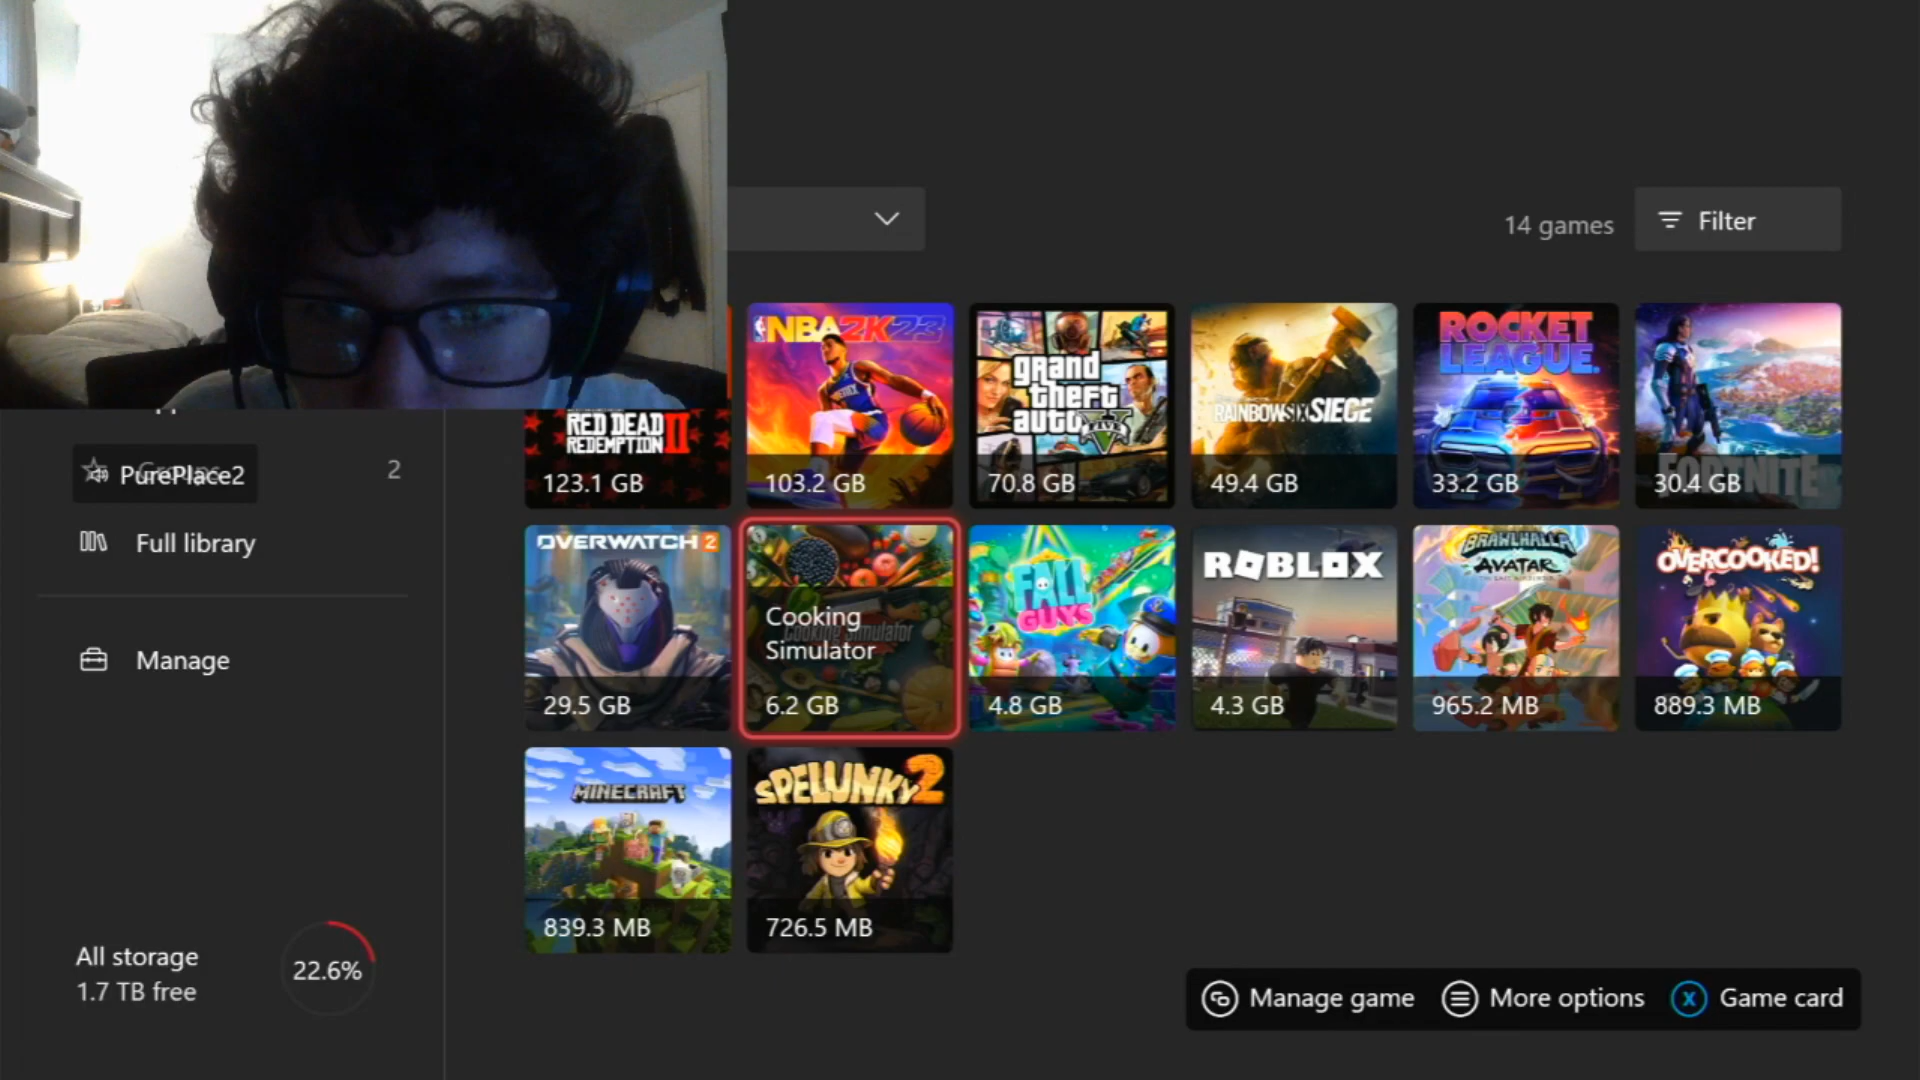 14 games
Filter
RED DEAD
REDEMPTION II
123.1 GB
NBA 2K23
103.2 GB
grand
theft
auto V
FIVE
70.8 GB
RAINBOW SIX SIEGE
49.4 GB
ROCKET
LEAGUE.
33.2 GB
FORTNITE
30.4 GB
PurePlace2
2
Full library
Manage
OVERWATCH 2
29.5 GB
Cooking
Simulator
Cooking Simulator
6.2 GB
FALL
GUYS
4.8 GB
ROBLOX
4.3 GB
BRAWLHALLA
AVATAR
965.2 MB
OVERCOOKED!
889.3 MB
MINECRAFT
839.3 MB
SPELUNKY 2
726.5 MB
All storage
1.7 TB free
22.6%
Manage game
More options
X
Game card